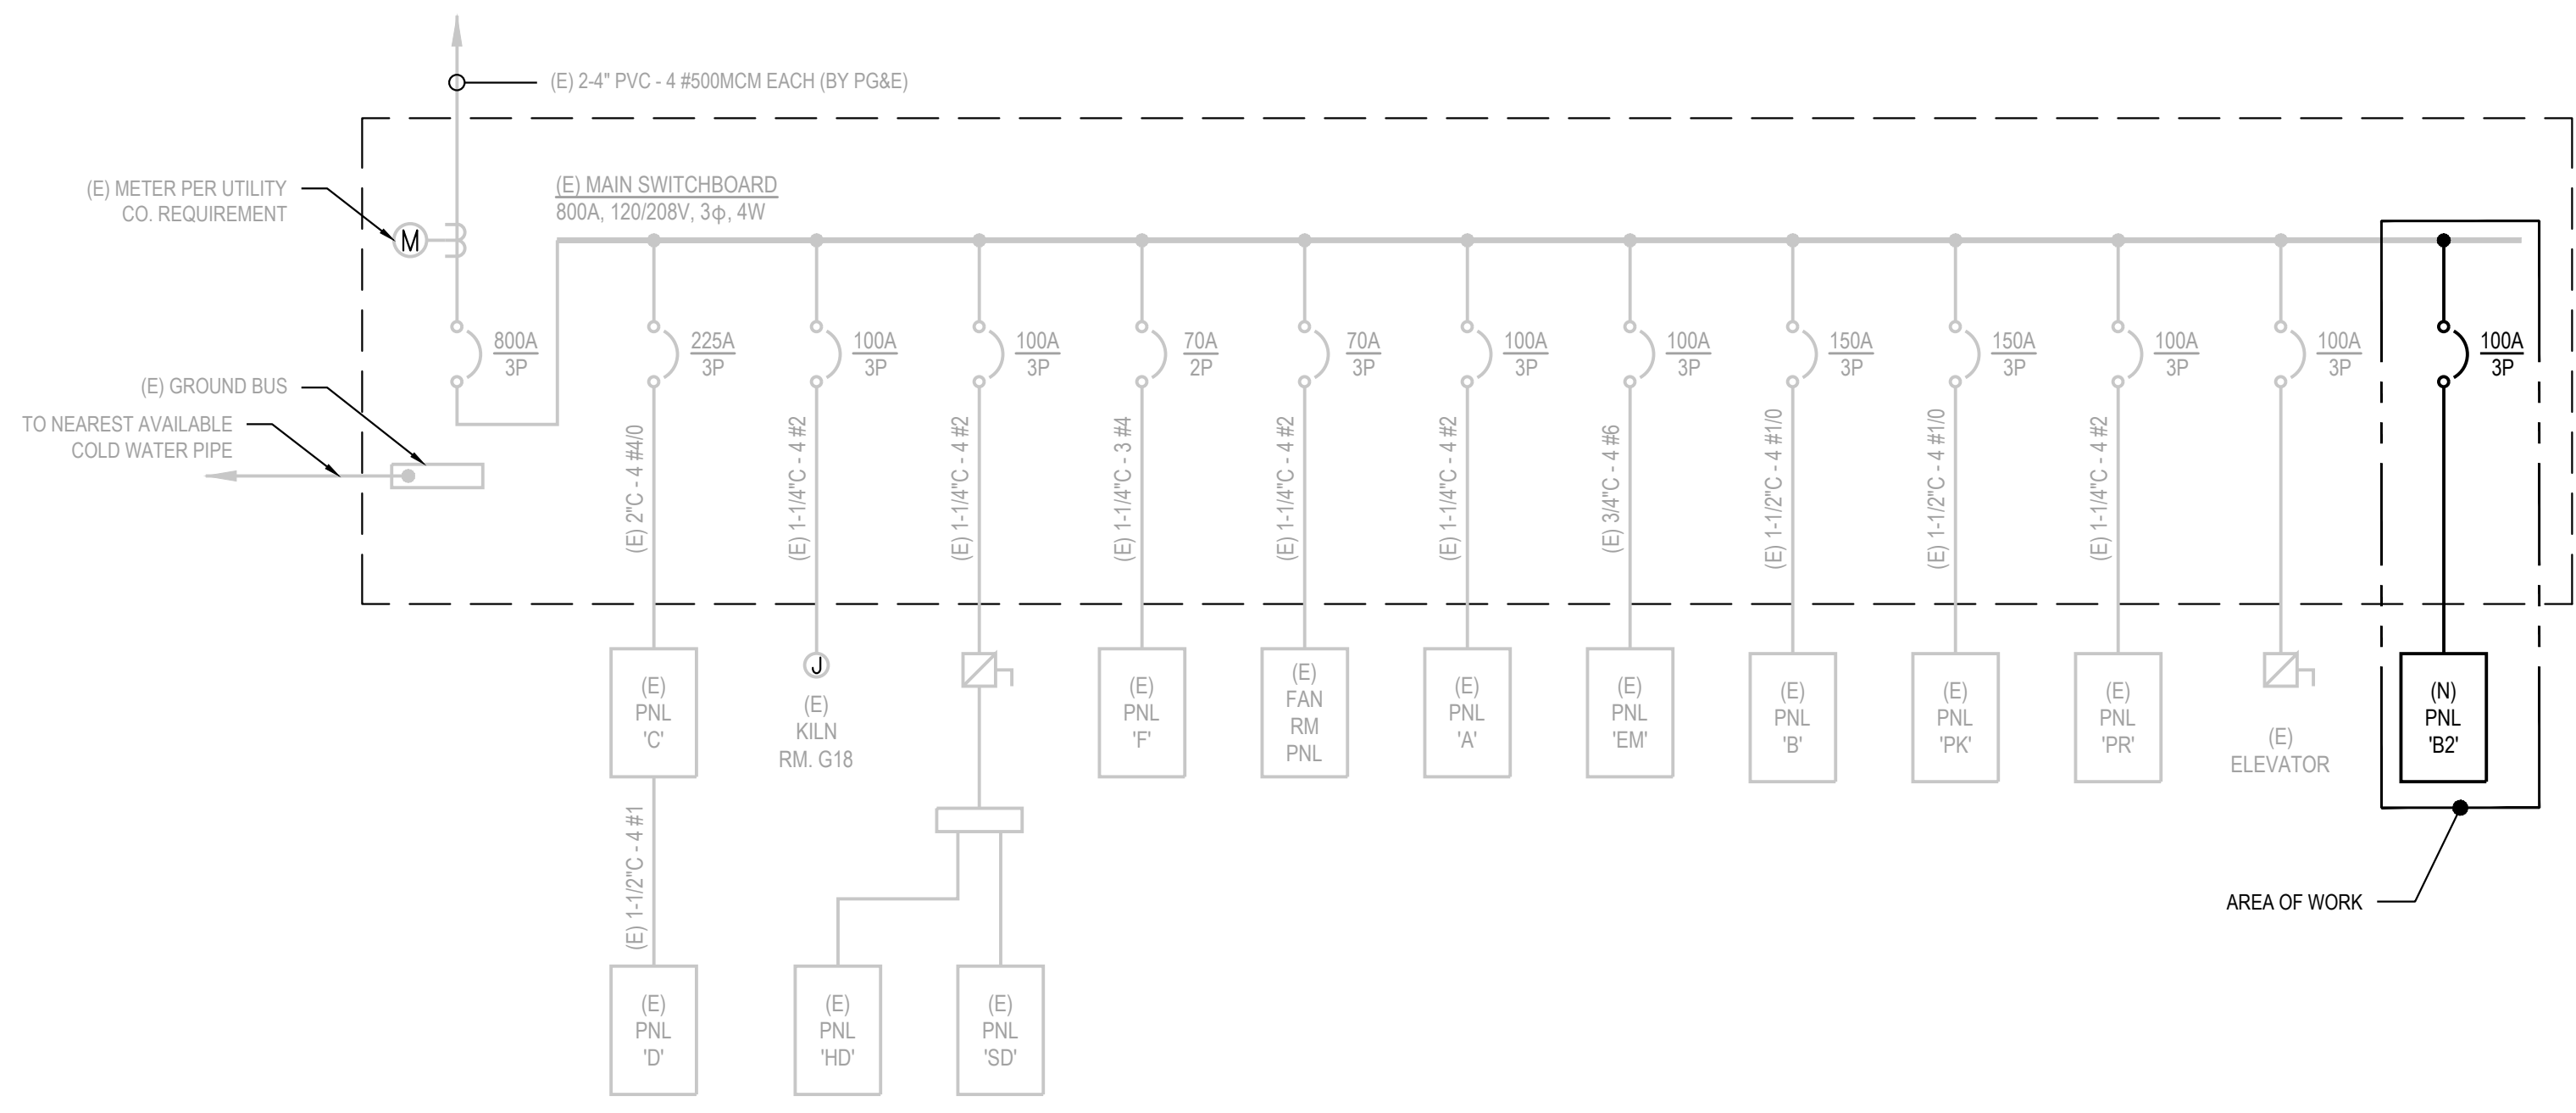 (E) 2-4" PVC - 4 #500MCM EACH (BY PG&E)
(E) METER PER UTILITY
CO. REQUIREMENT
M
(E) MAIN SWITCHBOARD
800A, 120/208V, 3ϕ, 4W
800A
3P
225A
3P
100A
3P
100A
3P
70A
2P
70A
3P
100A
3P
100A
3P
150A
3P
150A
3P
100A
3P
100A
3P
100A
3P
(E) GROUND BUS
TO NEAREST AVAILABLE
COLD WATER PIPE
(E) 2"C - 4 #4/0
(E) 1-1/4"C - 4 #2
(E) 1-1/4"C - 4 #2
(E) 1-1/4"C - 3 #4
(E) 1-1/4"C - 4 #2
(E) 1-1/4"C - 4 #2
(E) 3/4"C - 4 #6
(E) 1-1/2"C - 4 #1/0
(E) 1-1/2"C - 4 #1/0
(E) 1-1/4"C - 4 #2
(E)
PNL
'C'
J
(E)
KILN
RM. G18
(E)
PNL
'F'
(E)
FAN
RM
PNL
(E)
PNL
'A'
(E)
PNL
'EM'
(E)
PNL
'B'
(E)
PNL
'PK'
(E)
PNL
'PR'
(E)
ELEVATOR
(N)
PNL
'B2'
(E) 1-1/2"C - 4 #1
AREA OF WORK
(E)
PNL
'D'
(E)
PNL
'HD'
(E)
PNL
'SD'